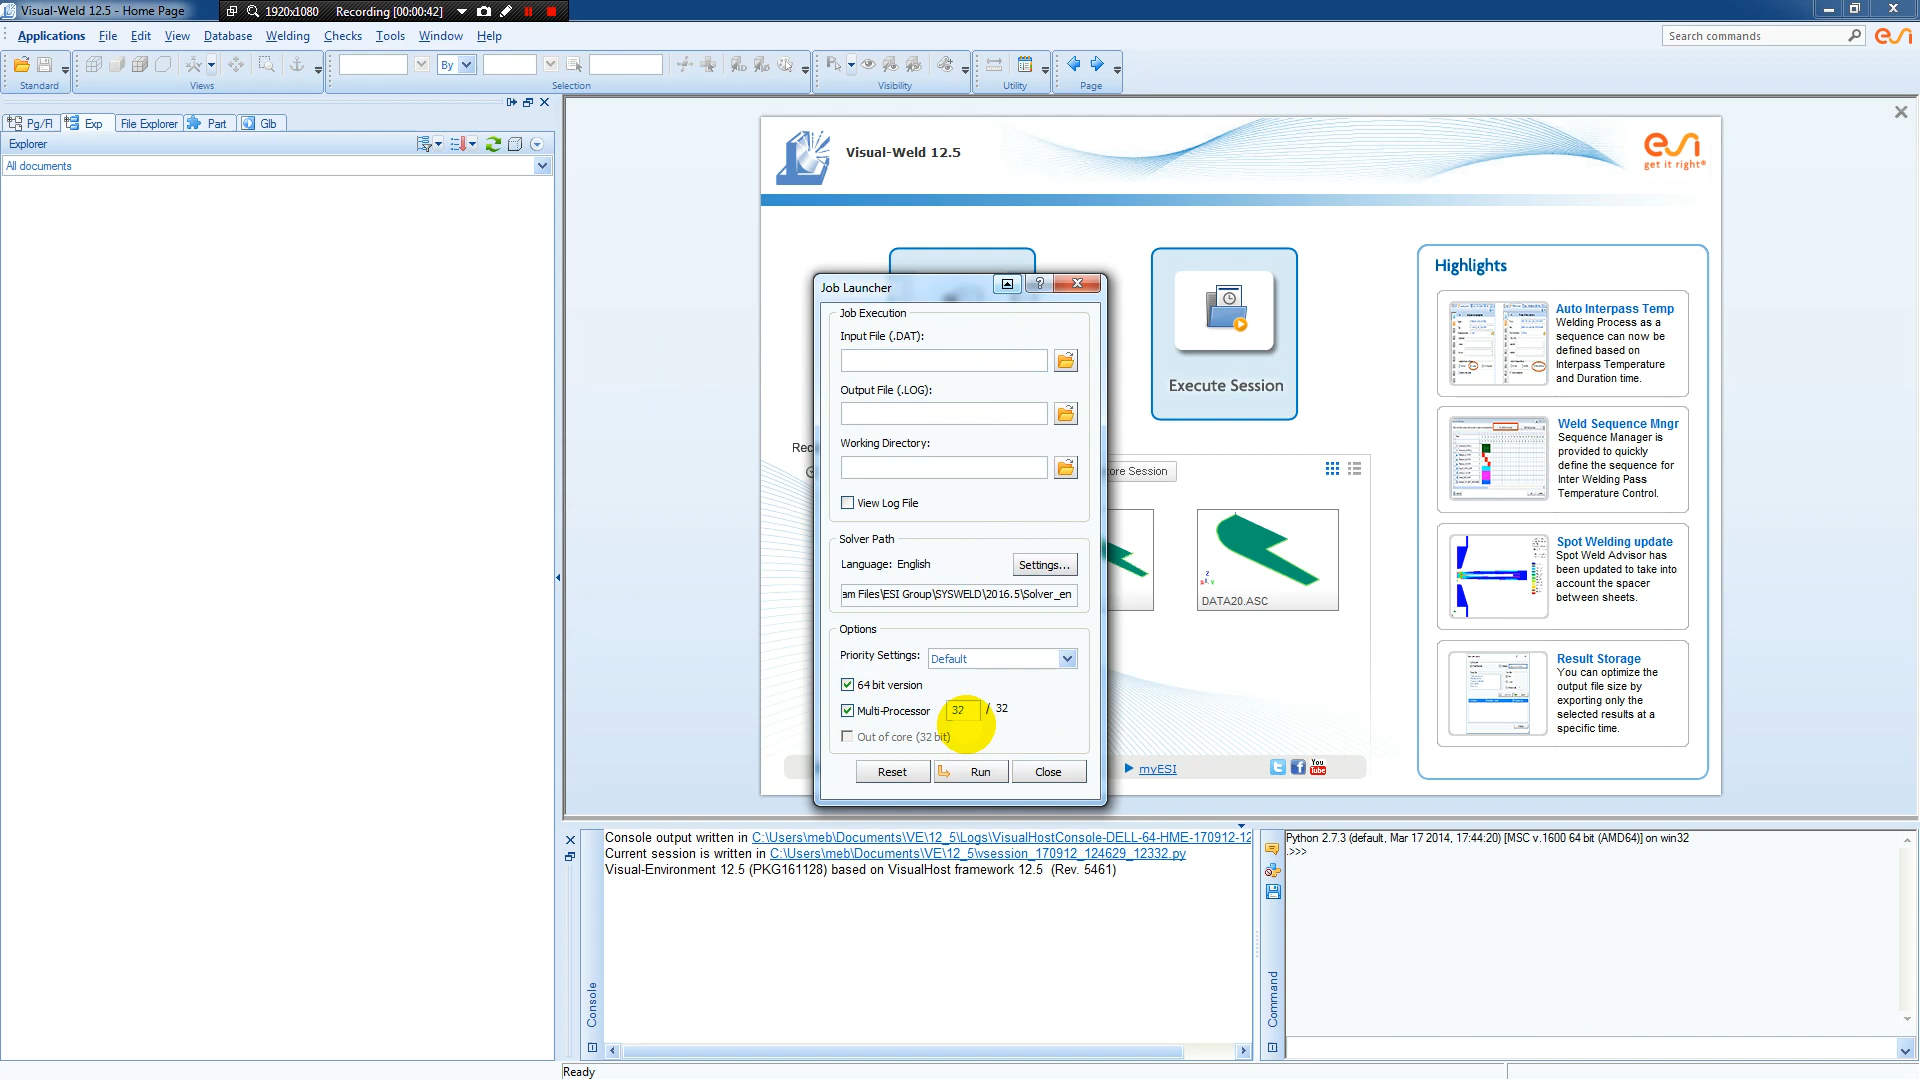 Visual-Weld 12.5 - Home Page
1920x1080 Recording [00:00:42]
Applications File Edit View Database Welding Checks Tools Window Help
Search commands
esi
By
Standard Views Selection Visibility Utility Page
Pg/Fl Exp File Explorer Part Glb
Explorer
All documents
Visual-Weld 12.5
esi
get it right®
Execute Session
Highlights
Auto Interpass Temp
Welding Process as a
sequence can now be
defined based on
Interpass Temperature
and Duration time.
Weld Sequence Mngr
Sequence Manager is
provided to quickly
define the sequence for
Inter Welding Pass
Temperature Control.
Spot Welding update
Spot Weld Advisor has
been updated to take into
account the spacer
between sheets.
Result Storage
You can optimize the
output file size by
exporting only the
selected results at a
specific time.
Rec
ore Session
DATA20.ASC
myESI
You
Tube
Job Launcher
Job Execution
Input File (.DAT):
Output File (.LOG):
Working Directory:
View Log File
Solver Path
Language: English
Settings...
am Files\ESI Group\SYSWELD\2016.5\Solver_en
Options
Priority Settings: Default
64 bit version
Multi-Processor 32 / 32
Out of core (32 bit)
Reset Run Close
Console output written in C:\Users\meb\Documents\VE\12_5\Logs\VisualHostConsole-DELL-64-HME-170912-12
Current session is written in C:\Users\meb\Documents\VE\12_5\vsession_170912_124629_12332.py
Visual-Environment 12.5 (PKG161128) based on VisualHost framework 12.5 (Rev. 5461)
Console
Python 2.7.3 (default, Mar 17 2014, 17:44:20) [MSC v.1600 64 bit (AMD64)] on win32
>>>
Command
Ready